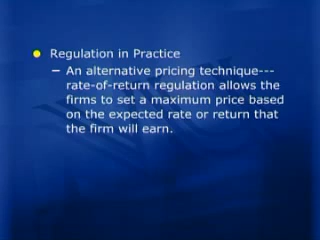 Regulation in Practice
– An alternative pricing technique---
rate-of-return regulation allows the
firms to set a maximum price based
on the expected rate or return that
the firm will earn.